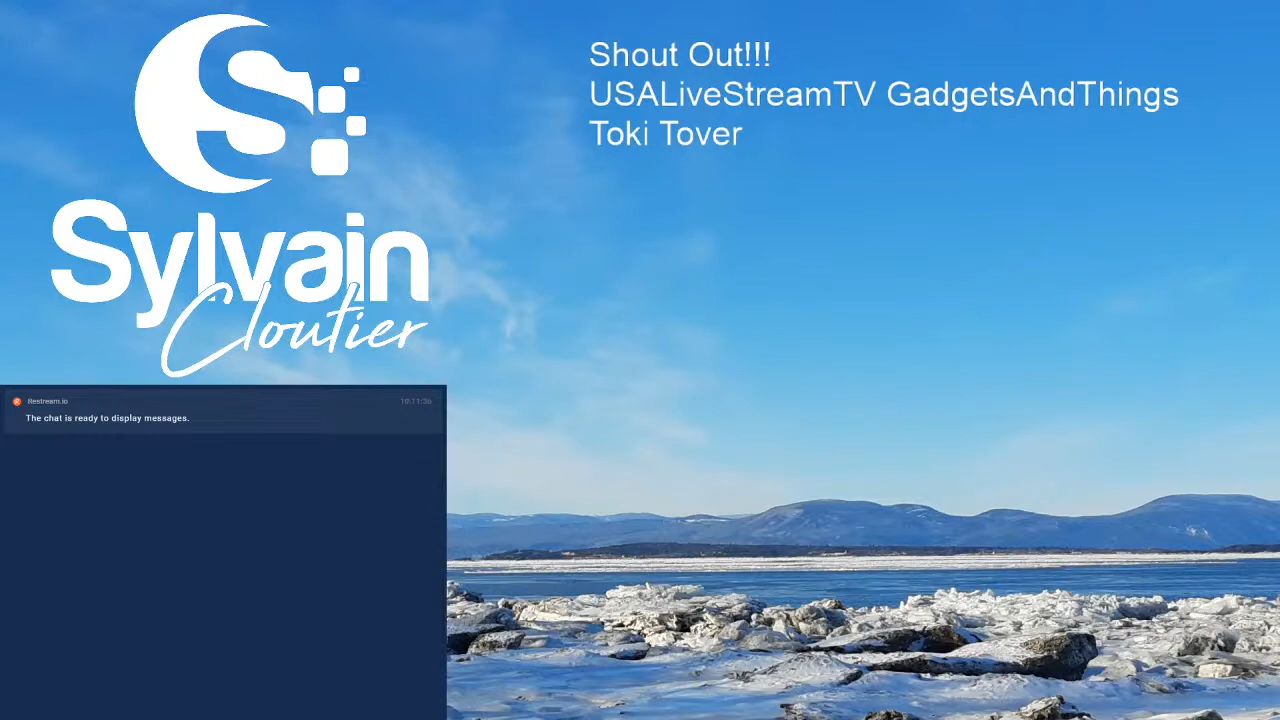 Shout Out!!!
USALiveStreamTV GadgetsAndThings
Toki Tover
S
Sylvain
Cloutier
Restream.io 10:11:36
The chat is ready to display messages.